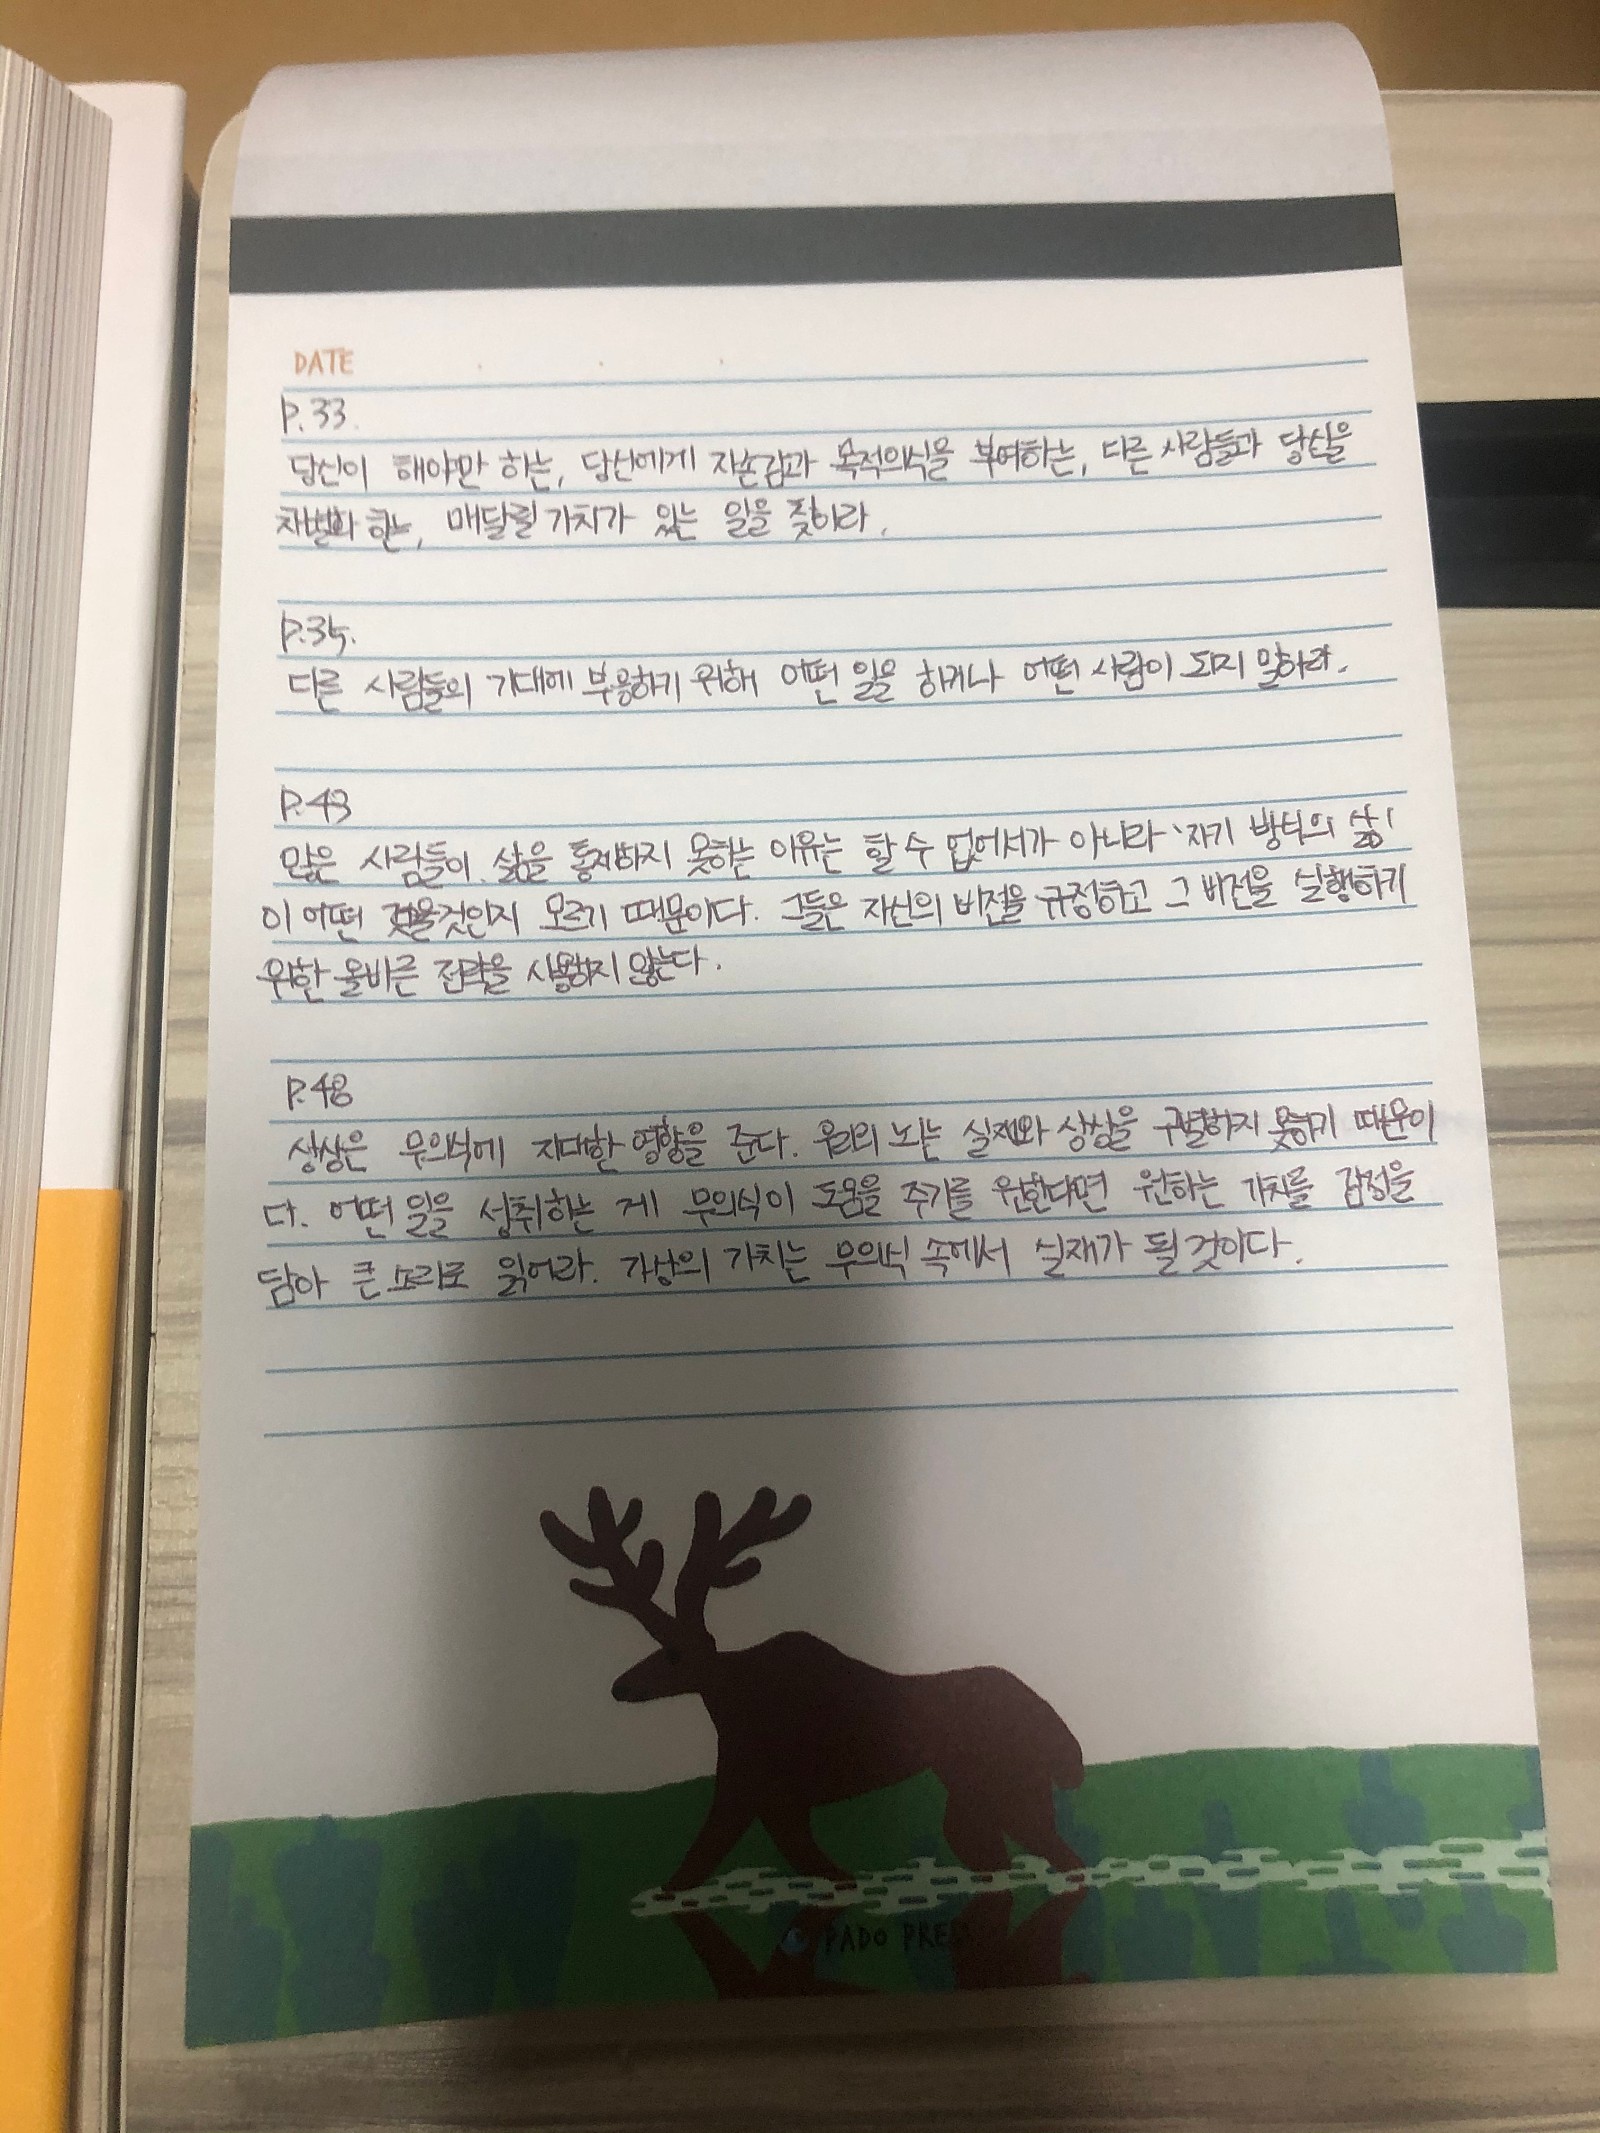 DATE
P.33.
당신이 해야만 하는, 당신에게 자존감과 목적의식을 부여하는, 다른 사람들과 당신을
차별화 하는, 매달릴 가치가 있는 일을 찾아라.
P.35.
다른 사람들의 기대에 부응하기 위해 어떤 일을 하거나 어떤 사람이 되지 말아라.
P.43
많은 사람들이 삶을 통제하지 못하는 이유는 할 수 없어서가 아니라 '자기 방식의 삶'
이 어떤 것인지 모르기 때문이다. 그들은 자신의 비전을 규정하고 그 비전을 실행하기
위한 올바른 전략을 사용하지 않는다.
P.48
상상은 무의식에 지대한 영향을 준다. 우리의 뇌는 실제와 상상을 구별하지 못하기 때문이
다. 어떤 일을 성취하는 게 무의식이 도움을 주기를 원한다면 원하는 가치를 감정을
담아 큰 소리로 읽어라. 가상의 가치는 무의식 속에서 실재가 될 것이다.
PADO PRESS